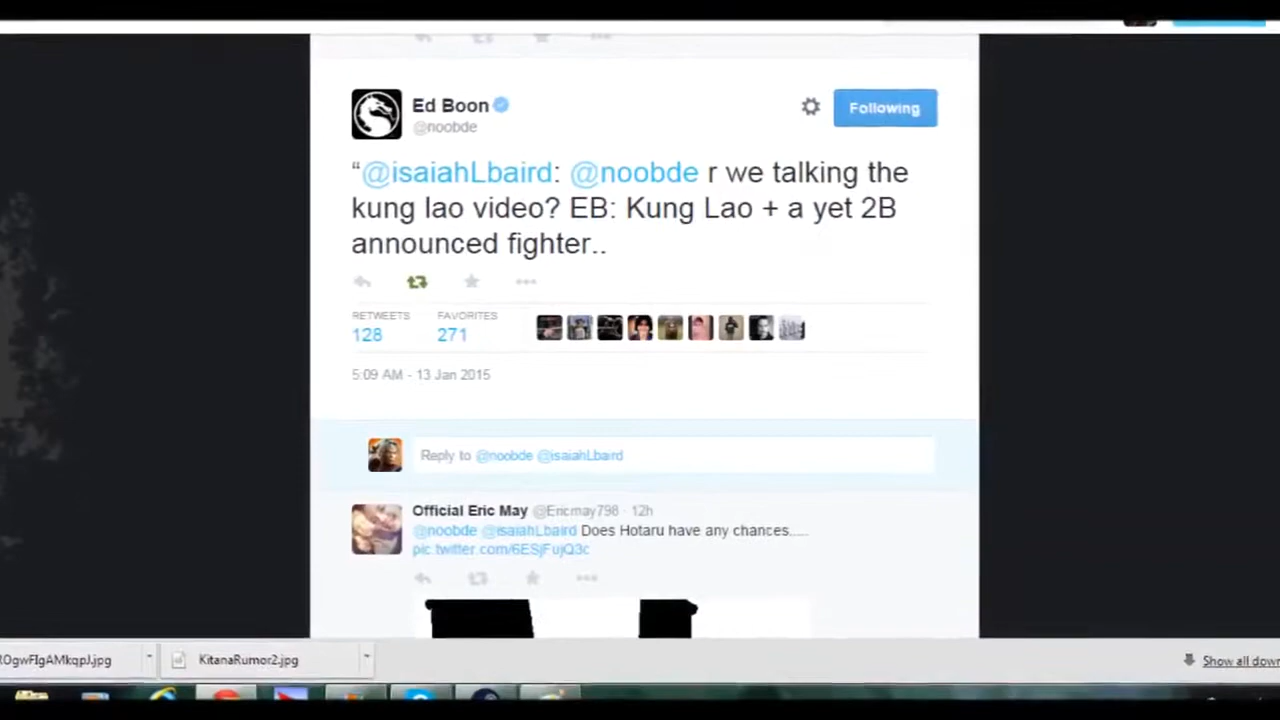 Ed Boon
@noobde
Following
“@isaiahLbaird: @noobde r we talking the
kung lao video? EB: Kung Lao + a yet 2B
announced fighter..
RETWEETS FAVORITES
128 271
5:09 AM - 13 Jan 2015
Reply to @noobde @isaiahLbaird
Official Eric May @Ericmay798 · 12h
@noobde @isaiahLbaird Does Hotaru have any chances.....
pic.twitter.com/6ESjFujQ3c
KitanaRumor2.jpg
Show all down